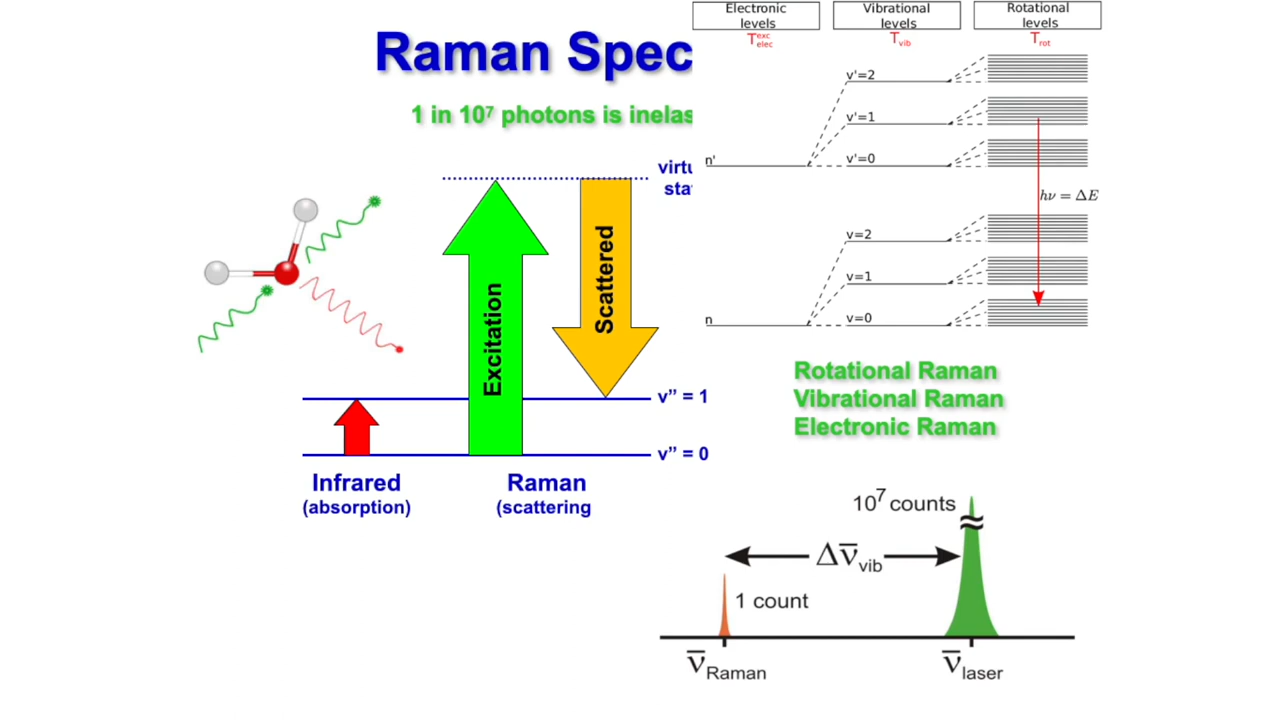 Raman Spec
1 in 10⁷ photons is inelas
virtu
sta
Excitation
Scattered
v” = 1
v” = 0
Infrared
(absorption)
Raman
(scattering
Electronic
levels
Vibrational
levels
Rotational
levels
T^exc_elec
T_vib
T_rot
v'=2
v'=1
n'
v'=0
hν = ΔE
v=2
v=1
n
v=0
Rotational Raman
Vibrational Raman
Electronic Raman
10⁷ counts
Δν̅_vib
1 count
ν̅_Raman
ν̅_laser